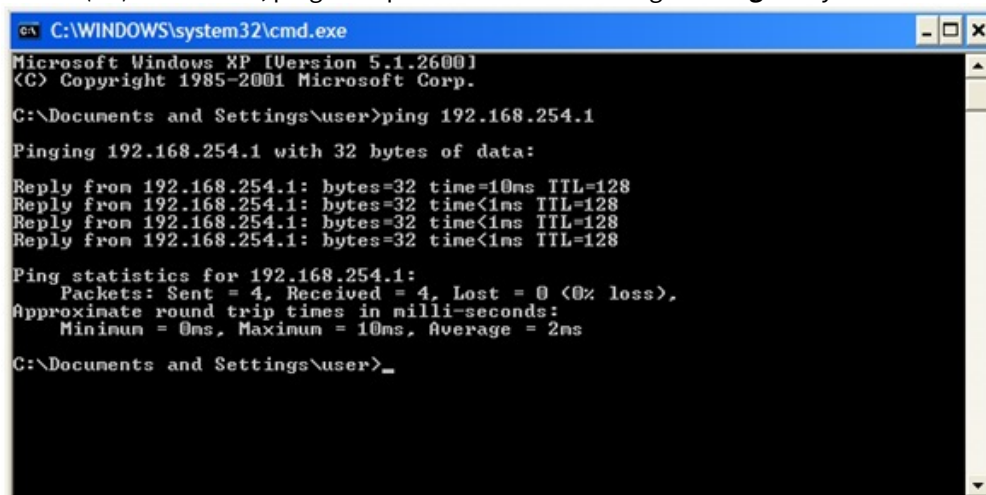 C:\WINDOWS\system32\cmd.exe
Microsoft Windows XP [Version 5.1.2600]
(C) Copyright 1985-2001 Microsoft Corp.
C:\Documents and Settings\user>ping 192.168.254.1
Pinging 192.168.254.1 with 32 bytes of data:
Reply from 192.168.254.1: bytes=32 time=10ms TTL=128
Reply from 192.168.254.1: bytes=32 time<1ms TTL=128
Reply from 192.168.254.1: bytes=32 time<1ms TTL=128
Reply from 192.168.254.1: bytes=32 time<1ms TTL=128
Ping statistics for 192.168.254.1:
Packets: Sent = 4, Received = 4, Lost = 0 (0% loss),
Approximate round trip times in milli-seconds:
Minimum = 0ms, Maximum = 10ms, Average = 2ms
C:\Documents and Settings\user>_